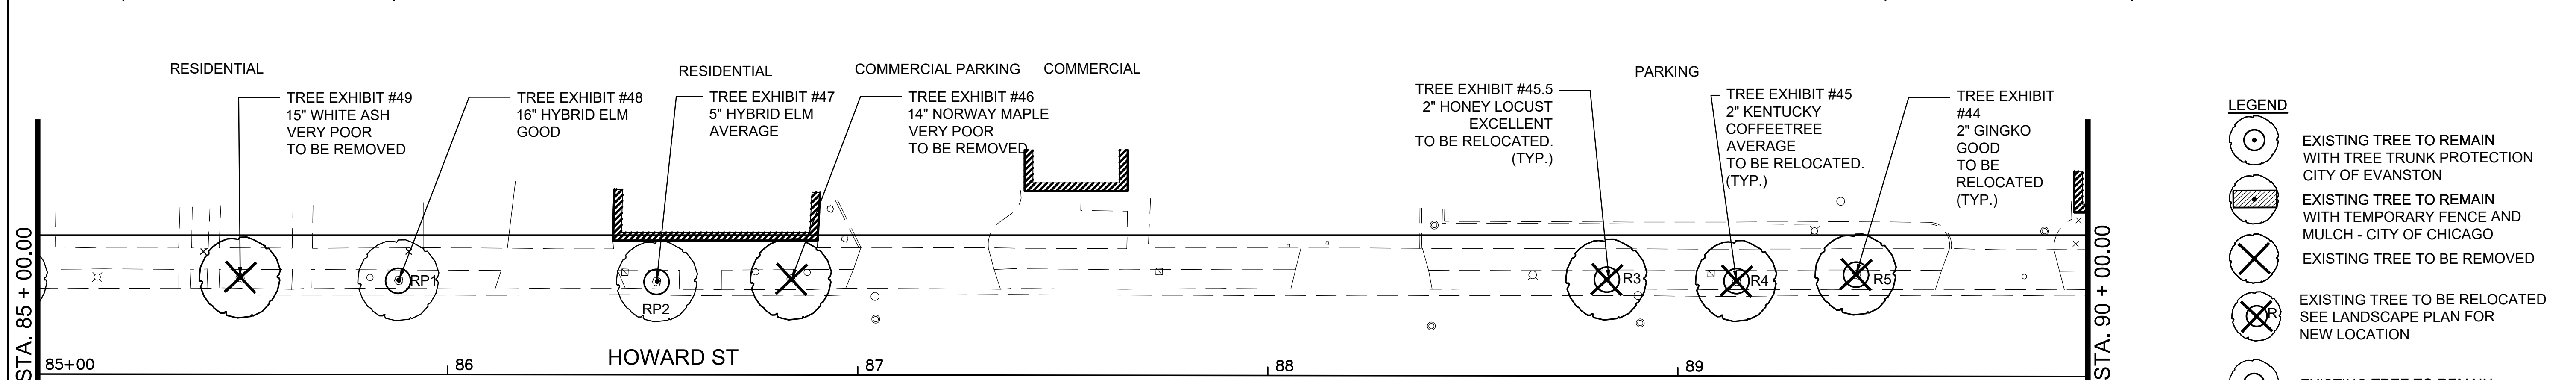 RESIDENTIAL
TREE EXHIBIT #49
15" WHITE ASH
VERY POOR
TO BE REMOVED
TREE EXHIBIT #48
16" HYBRID ELM
GOOD
RESIDENTIAL
TREE EXHIBIT #47
5" HYBRID ELM
AVERAGE
COMMERCIAL PARKING
COMMERCIAL
TREE EXHIBIT #46
14" NORWAY MAPLE
VERY POOR
TO BE REMOVED
TREE EXHIBIT #45.5
2" HONEY LOCUST
EXCELLENT
TO BE RELOCATED.
(TYP.)
PARKING
TREE EXHIBIT #45
2" KENTUCKY
COFFEETREE
AVERAGE
TO BE RELOCATED.
(TYP.)
TREE EXHIBIT
#44
2" GINGKO
GOOD
TO BE
RELOCATED
(TYP.)
RP1
RP2
R3
R4
R5
STA. 85 + 00.00
85+00
86
HOWARD ST
87
88
89
STA. 90 + 00.00
LEGEND
EXISTING TREE TO REMAIN
WITH TREE TRUNK PROTECTION
CITY OF EVANSTON
EXISTING TREE TO REMAIN
WITH TEMPORARY FENCE AND
MULCH - CITY OF CHICAGO
EXISTING TREE TO BE REMOVED
R
EXISTING TREE TO BE RELOCATED
SEE LANDSCAPE PLAN FOR
NEW LOCATION